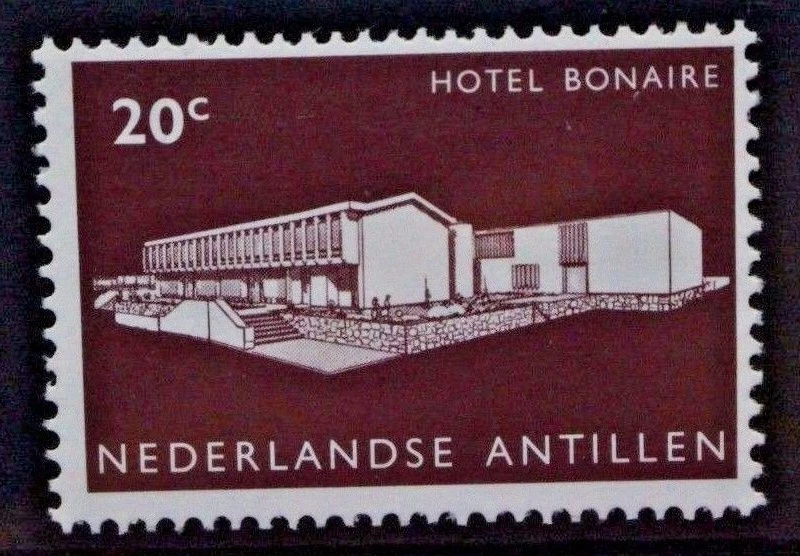 HOTEL BONAIRE
20c
NEDERLANDSE ANTILLEN